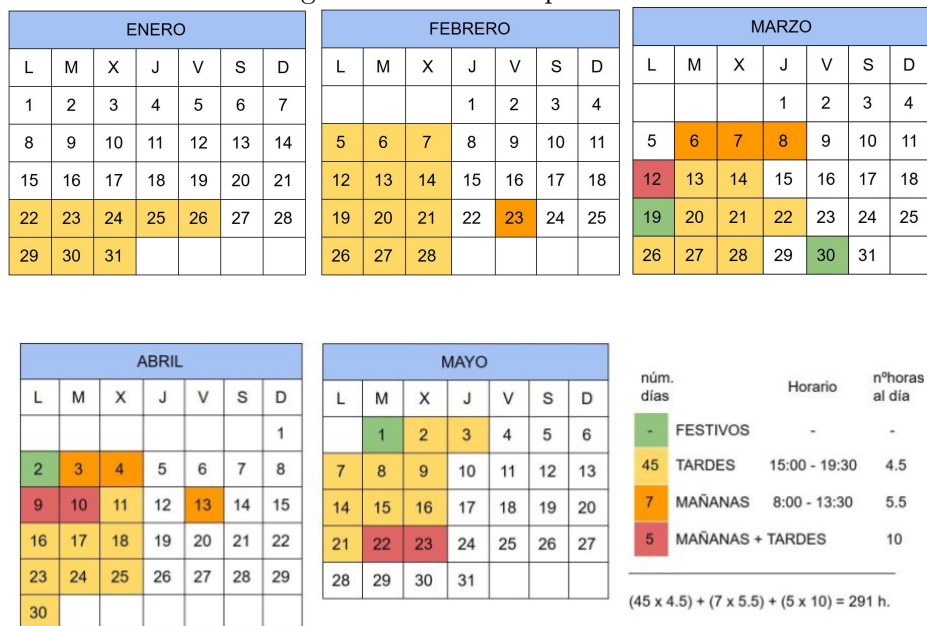 ENERO
L M X J V S D
1 2 3 4 5 6 7
8 9 10 11 12 13 14
15 16 17 18 19 20 21
22 23 24 25 26 27 28
29 30 31
FEBRERO
L M X J V S D
1 2 3 4
5 6 7 8 9 10 11
12 13 14 15 16 17 18
19 20 21 22 23 24 25
26 27 28
MARZO
L M X J V S D
1 2 3 4
5 6 7 8 9 10 11
12 13 14 15 16 17 18
19 20 21 22 23 24 25
26 27 28 29 30 31
ABRIL
L M X J V S D
1
2 3 4 5 6 7 8
9 10 11 12 13 14 15
16 17 18 19 20 21 22
23 24 25 26 27 28 29
30
MAYO
L M X J V S D
1 2 3 4 5 6
7 8 9 10 11 12 13
14 15 16 17 18 19 20
21 22 23 24 25 26 27
28 29 30 31
núm. días Horario nºhoras al día
- FESTIVOS - -
45 TARDES 15:00 - 19:30 4.5
7 MAÑANAS 8:00 - 13:30 5.5
5 MAÑANAS + TARDES 10
(45 x 4.5) + (7 x 5.5) + (5 x 10) = 291 h.